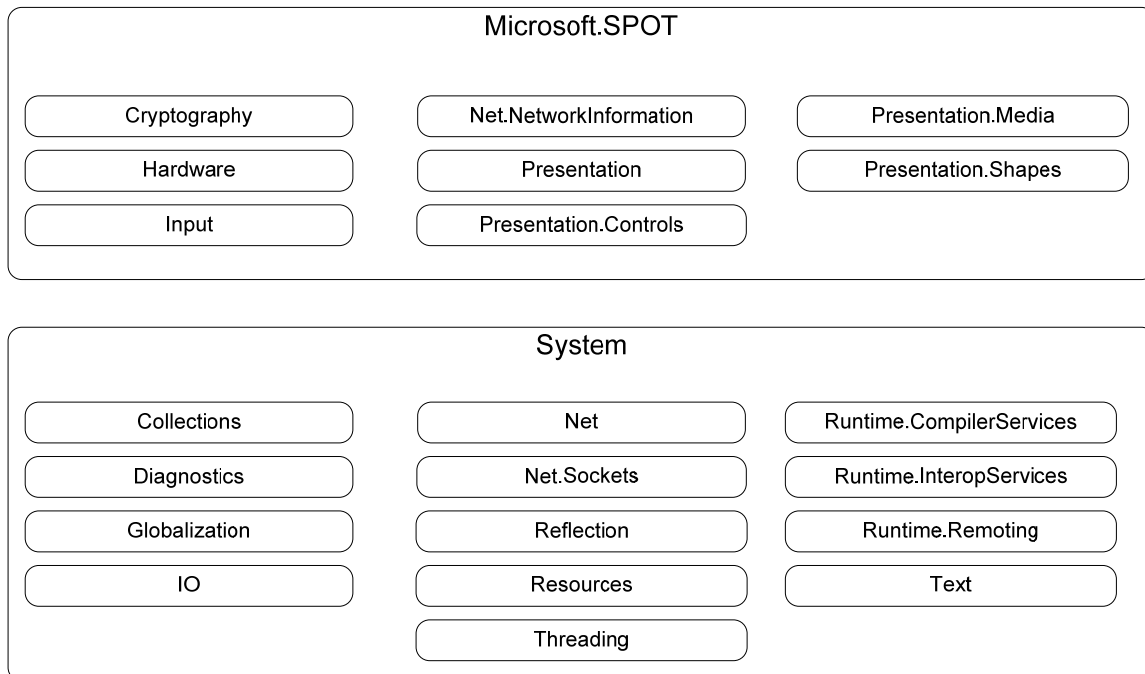 Microsoft.SPOT
Cryptography
Net.NetworkInformation
Presentation.Media
Hardware
Presentation
Presentation.Shapes
Input
Presentation.Controls
System
Collections
Net
Runtime.CompilerServices
Diagnostics
Net.Sockets
Runtime.InteropServices
Globalization
Reflection
Runtime.Remoting
IO
Resources
Text
Threading